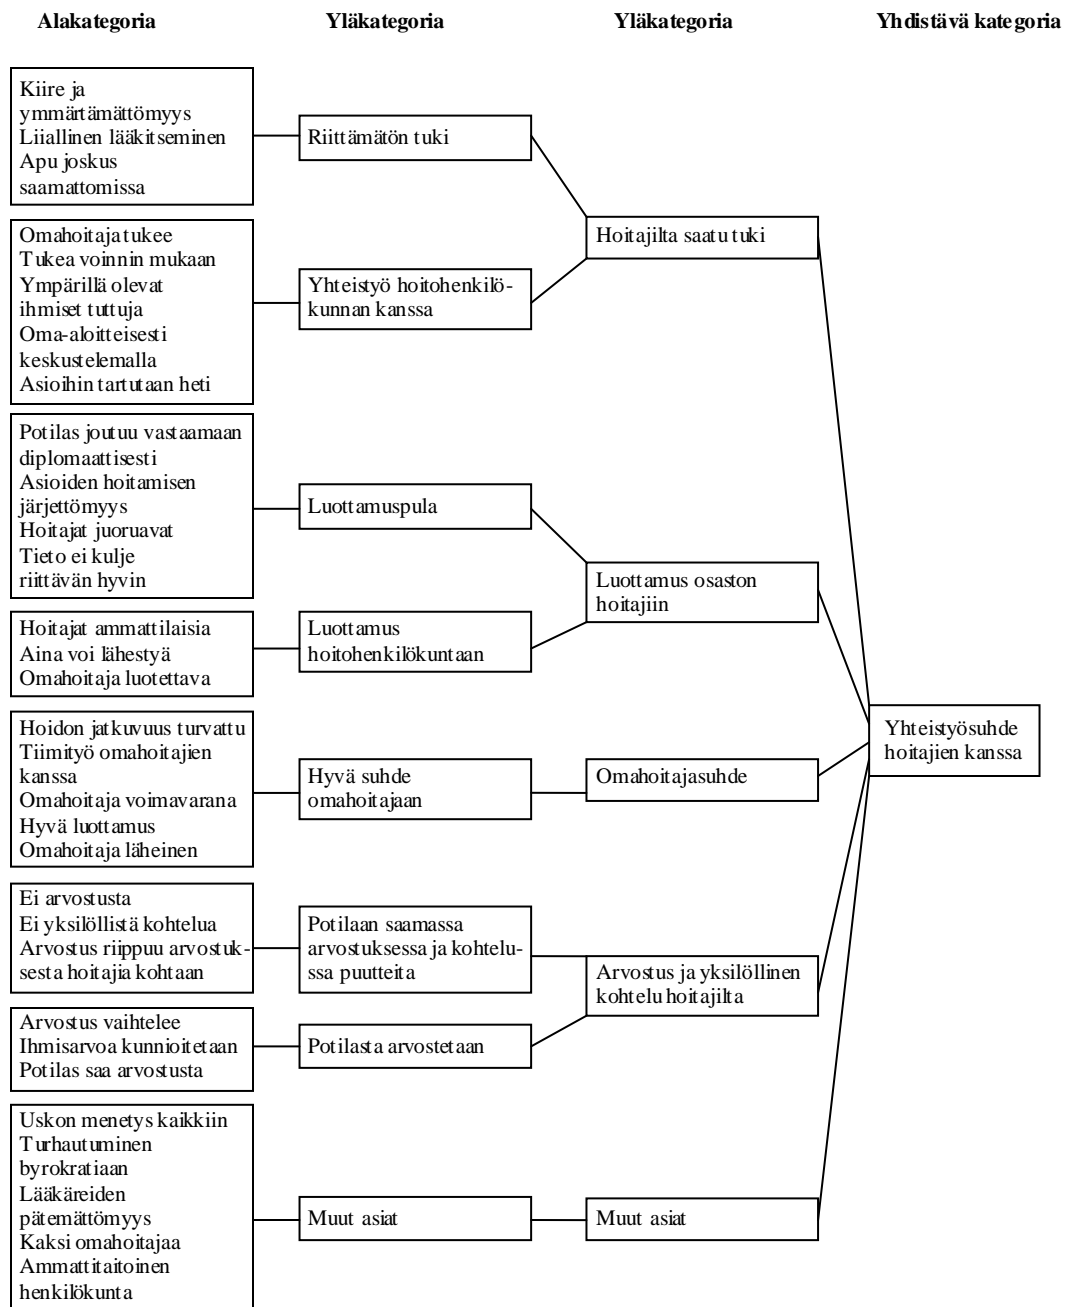 Alakategoria
Yläkategoria
Yläkategoria
Yhdistävä kategoria
Kiire ja
ymmärtämättömyys
Liiallinen lääkitseminen
Apu joskus
saamattomissa
Riittämätön tuki
Omahoitaja tukee
Tukea voinnin mukaan
Ympärillä olevat
ihmiset tuttuja
Oma-aloitteisesti
keskustelemalla
Asioihin tartutaan heti
Yhteistyö hoitohenkilö-
kunnan kanssa
Hoitajilta saatu tuki
Potilas joutuu vastaamaan
diplomaattisesti
Asioiden hoitamisen
järjettömyys
Hoitajat juoruavat
Tieto ei kulje
riittävän hyvin
Luottamuspula
Hoitajat ammattilaisia
Aina voi lähestyä
Omahoitaja luotettava
Luottamus
hoitohenkilökuntaan
Luottamus osaston
hoitajiin
Hoidon jatkuvuus turvattu
Tiimityö omahoitajien
kanssa
Omahoitaja voimavarana
Hyvä luottamus
Omahoitaja läheinen
Hyvä suhde
omahoitajaan
Omahoitajasuhde
Yhteistyösuhde
hoitajien kanssa
Ei arvostusta
Ei yksilöllistä kohtelua
Arvostus riippuu arvostuk-
sesta hoitajia kohtaan
Potilaan saamassa
arvostuksessa ja kohtelu-
ssa puutteita
Arvostus vaihtelee
Ihmisarvoa kunnioitetaan
Potilas saa arvostusta
Potilasta arvostetaan
Arvostus ja yksilöllinen
kohtelu hoitajilta
Uskon menetys kaikkiin
Turhautuminen
byrokratiaan
Lääkäreiden
pätemättömyys
Kaksi omahoitajaa
Ammattitaitoinen
henkilökunta
Muut asiat
Muut asiat